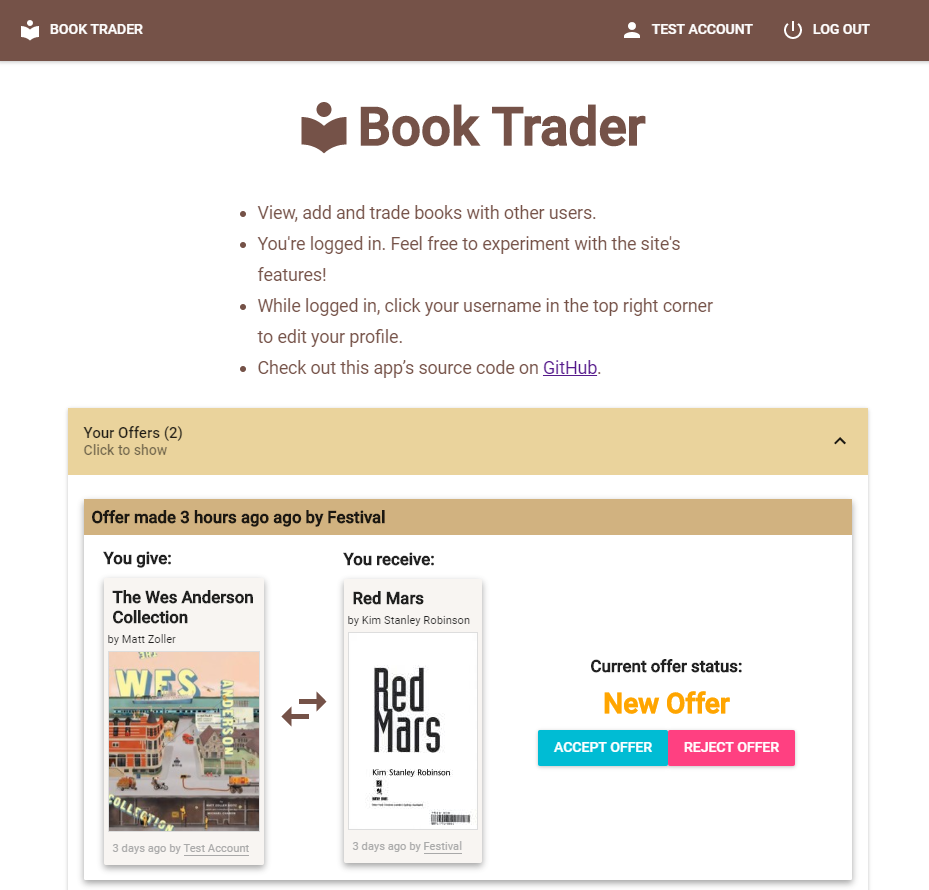 BOOK TRADER
TEST ACCOUNT
LOG OUT
Book Trader
View, add and trade books with other users.
You're logged in. Feel free to experiment with the site's
features!
While logged in, click your username in the top right corner
to edit your profile.
Check out this app’s source code on GitHub.
Your Offers (2)
Click to show
Offer made 3 hours ago ago by Festival
You give:
The Wes Anderson
Collection
by Matt Zoller
THE
WES
ANDERSON
COLLECTION
3 days ago by Test Account
You receive:
Red Mars
by Kim Stanley Robinson
Red
Mars
Kim Stanley Robinson
3 days ago by Festival
Current offer status:
New Offer
ACCEPT OFFER
REJECT OFFER